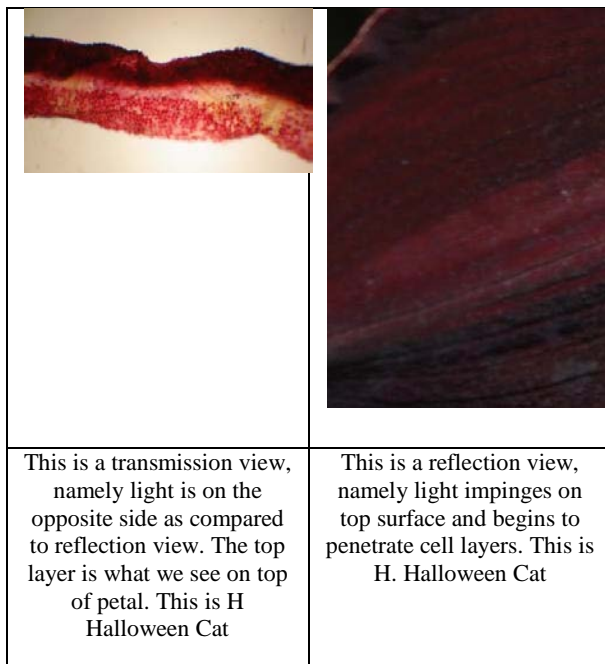 This is a transmission view,
namely light is on the
opposite side as compared
to reflection view. The top
layer is what we see on top
of petal. This is H
Halloween Cat
This is a reflection view,
namely light impinges on
top surface and begins to
penetrate cell layers. This is
H. Halloween Cat